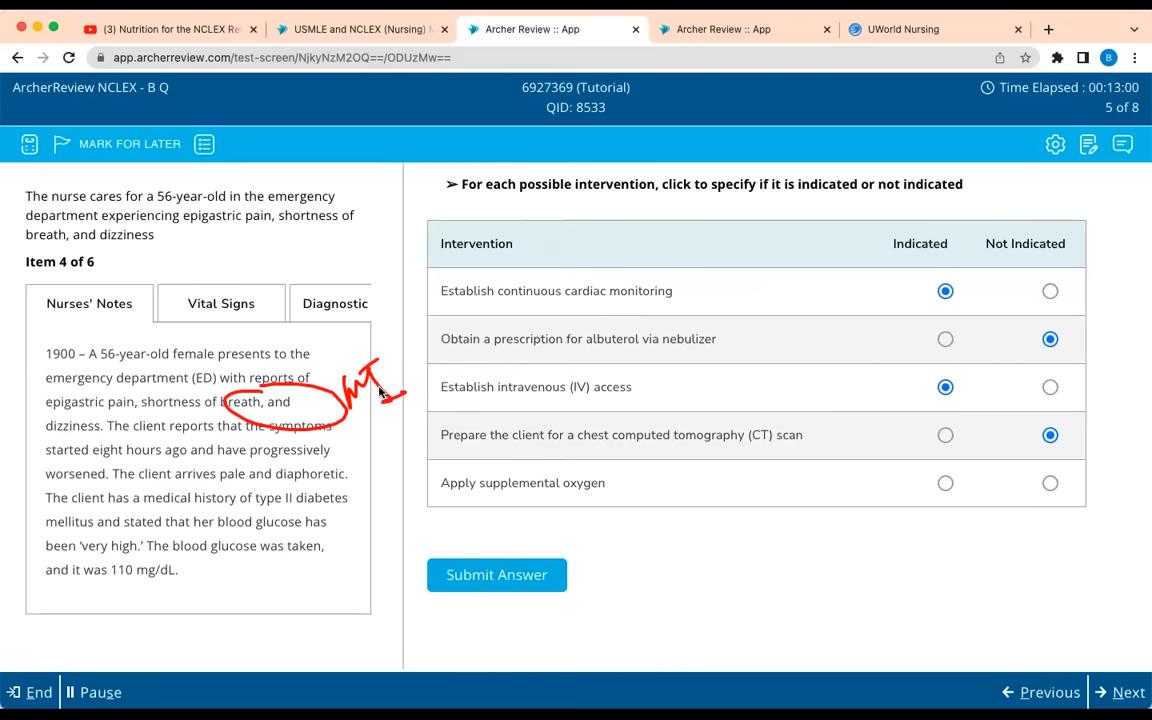 (3) Nutrition for the NCLEX Re
USMLE and NCLEX (Nursing)
Archer Review :: App
Archer Review :: App
UWorld Nursing
app.archerreview.com/test-screen/NjkyNzM2OQ==/ODUzMw==
B
ArcherReview NCLEX - B Q
6927369 (Tutorial)
QID: 8533
Time Elapsed : 00:13:00
5 of 8
MARK FOR LATER
The nurse cares for a 56-year-old in the emergency
department experiencing epigastric pain, shortness of
breath, and dizziness
Item 4 of 6
Nurses' Notes
Vital Signs
Diagnostic
1900 – A 56-year-old female presents to the
emergency department (ED) with reports of
epigastric pain, shortness of breath, and
dizziness. The client reports that the symptoms
started eight hours ago and have progressively
worsened. The client arrives pale and diaphoretic.
The client has a medical history of type II diabetes
mellitus and stated that her blood glucose has
been ‘very high.’ The blood glucose was taken,
and it was 110 mg/dL.
➢ For each possible intervention, click to specify if it is indicated or not indicated
Intervention Indicated Not Indicated
Establish continuous cardiac monitoring
Obtain a prescription for albuterol via nebulizer
Establish intravenous (IV) access
Prepare the client for a chest computed tomography (CT) scan
Apply supplemental oxygen
Submit Answer
End
Pause
Previous
Next